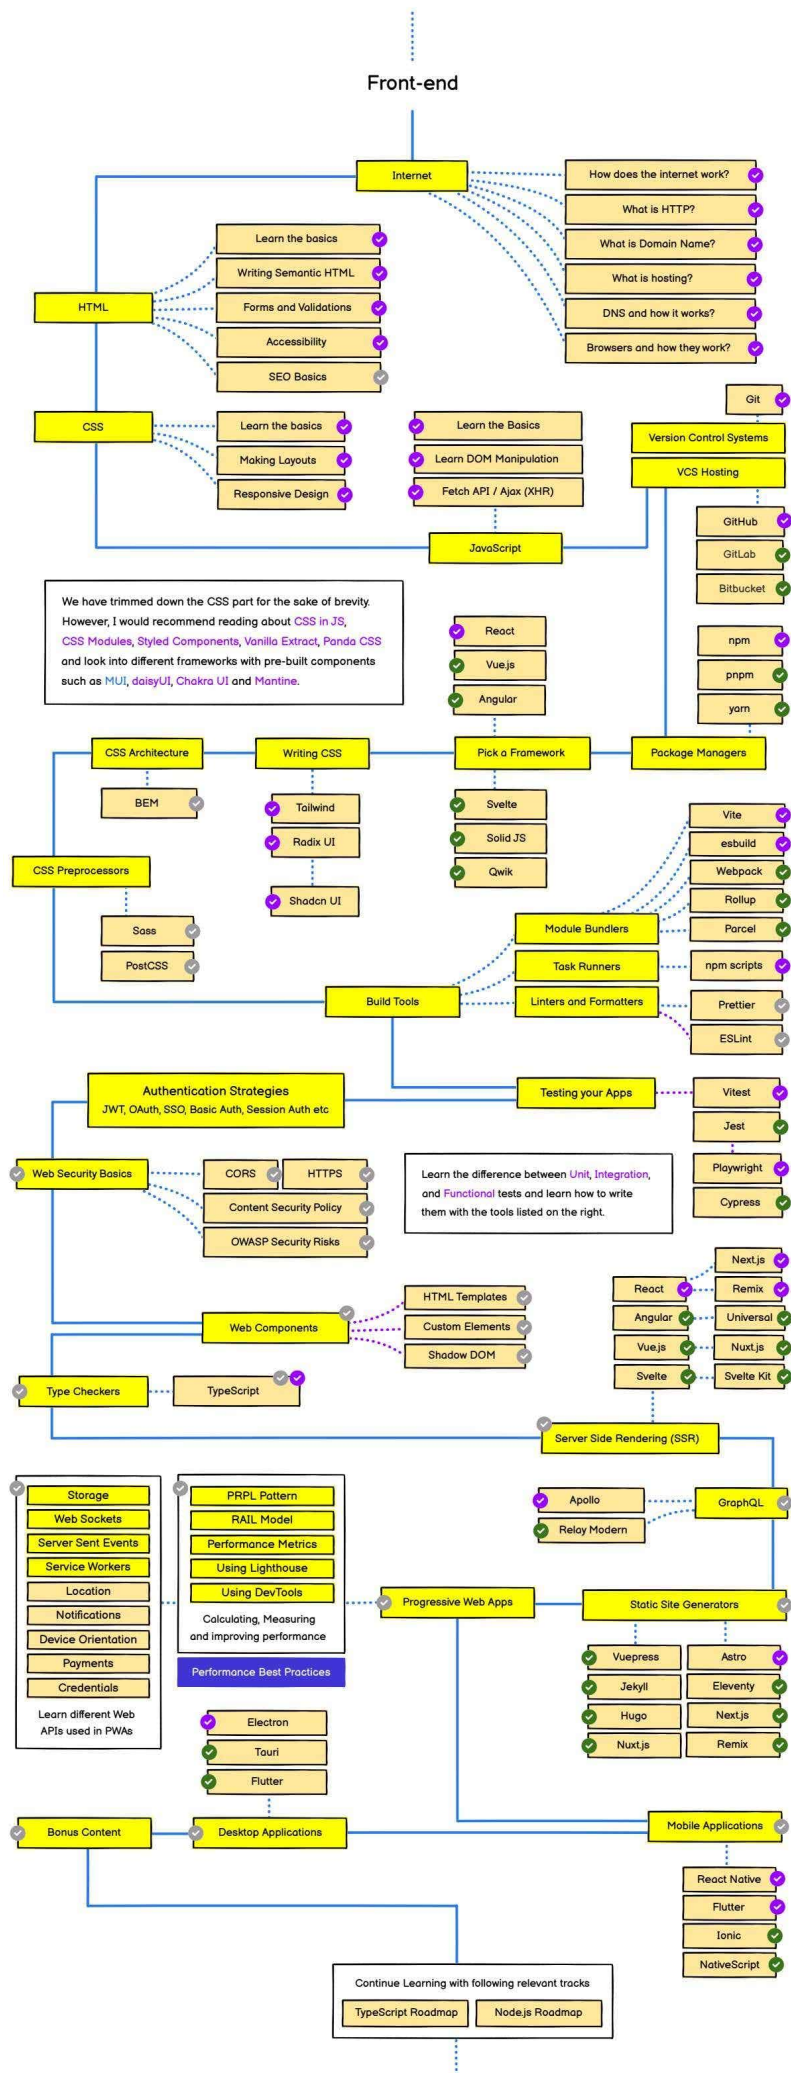 Front-end
Internet
How does the internet work?
What is HTTP?
What is Domain Name?
What is hosting?
DNS and how it works?
Browsers and how they work?
Learn the basics
Writing Semantic HTML
HTML
Forms and Validations
Accessibility
SEO Basics
CSS
Learn the basics
Making Layouts
Responsive Design
Learn the Basics
Learn DOM Manipulation
Fetch API / Ajax (XHR)
JavaScript
Git
Version Control Systems
VCS Hosting
GitHub
GitLab
Bitbucket
We have trimmed down the CSS part for the sake of brevity.
However, I would recommend reading about CSS in JS,
CSS Modules, Styled Components, Vanilla Extract, Panda CSS
and look into different frameworks with pre-built components
such as MUI, daisyUI, Chakra UI and Mantine.
React
Vue.js
Angular
npm
pnpm
yarn
CSS Architecture
Writing CSS
Pick a Framework
Package Managers
BEM
Tailwind
Radix UI
Shadcn UI
Svelte
Solid JS
Qwik
CSS Preprocessors
Sass
PostCSS
Vite
esbuild
Webpack
Rollup
Parcel
Module Bundlers
Task Runners
npm scripts
Build Tools
Linters and Formatters
Prettier
ESLint
Authentication Strategies
JWT, OAuth, SSO, Basic Auth, Session Auth etc
Testing your Apps
Vitest
Jest
Playwright
Cypress
Web Security Basics
CORS
HTTPS
Content Security Policy
OWASP Security Risks
Learn the difference between Unit, Integration,
and Functional tests and learn how to write
them with the tools listed on the right.
Next.js
React
Remix
Angular
Universal
Vue.js
Nuxt.js
Svelte
Svelte Kit
Web Components
HTML Templates
Custom Elements
Shadow DOM
Type Checkers
TypeScript
Server Side Rendering (SSR)
Storage
Web Sockets
Server Sent Events
Service Workers
Location
Notifications
Device Orientation
Payments
Credentials
Learn different Web
APIs used in PWAs
PRPL Pattern
RAIL Model
Performance Metrics
Using Lighthouse
Using DevTools
Calculating, Measuring
and improving performance
Performance Best Practices
Apollo
Relay Modern
GraphQL
Progressive Web Apps
Static Site Generators
Vuepress
Astro
Jekyll
Eleventy
Hugo
Next.js
Nuxt.js
Remix
Electron
Tauri
Flutter
Bonus Content
Desktop Applications
Mobile Applications
React Native
Flutter
Ionic
NativeScript
Continue Learning with following relevant tracks
TypeScript Roadmap
Node.js Roadmap